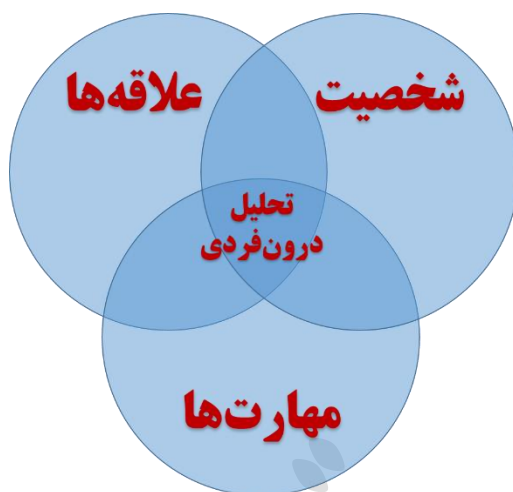 شخصیت
علاقه‌ها
تحلیل
درون‌فردی
مهارت‌ها